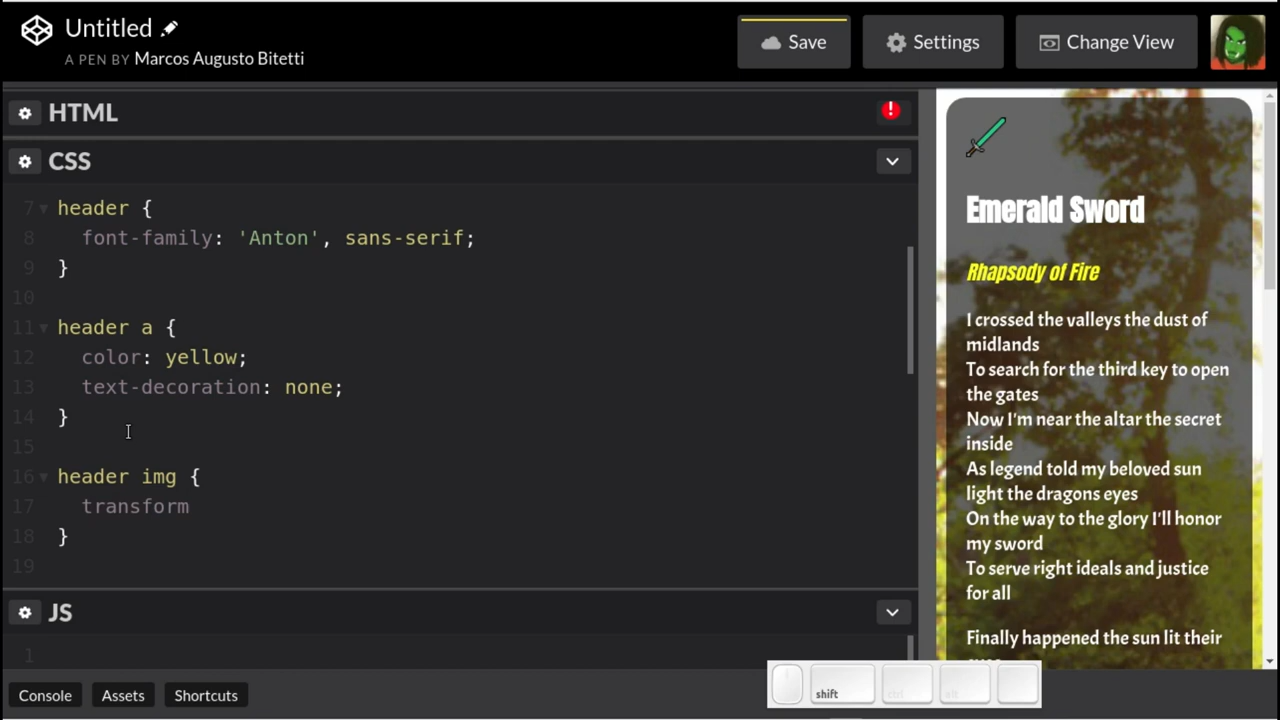 Untitled
A PEN BY Marcos Augusto Bitetti
Save
Settings
Change View
HTML
!
CSS
7 header {
8 font-family: 'Anton', sans-serif;
9 }
10
11 header a {
12 color: yellow;
13 text-decoration: none;
14 }
15
16 header img {
17 transform
18 }
19
JS
1
Console
Assets
Shortcuts
Emerald Sword
Rhapsody of Fire
I crossed the valleys the dust of
midlands
To search for the third key to open
the gates
Now I'm near the altar the secret
inside
As legend told my beloved sun
light the dragons eyes
On the way to the glory I'll honor
my sword
To serve right ideals and justice
for all
Finally happened the sun lit their
shift
ctrl
alt